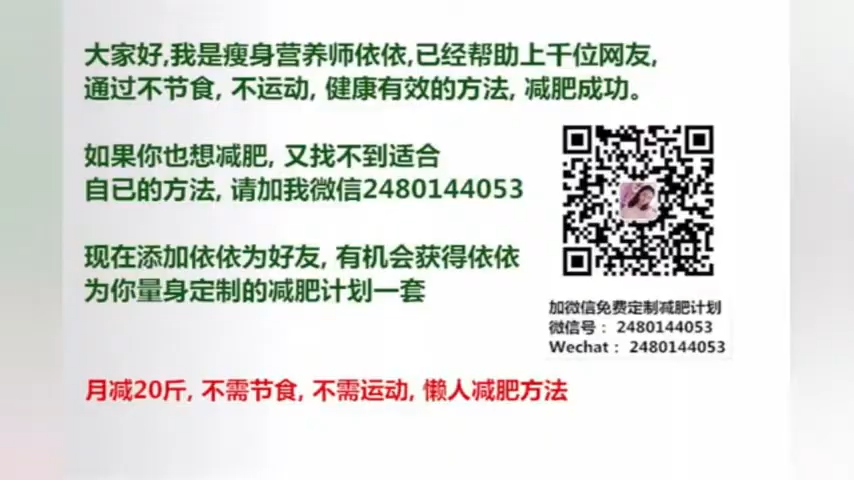 大家好,我是瘦身营养师依依,已经帮助上千位网友,
通过不节食, 不运动, 健康有效的方法, 减肥成功。
如果你也想减肥, 又找不到适合
自已的方法, 请加我微信2480144053
现在添加依依为好友, 有机会获得依依
为你量身定制的减肥计划一套
加微信免费定制减肥计划
微信号： 2480144053
Wechat： 2480144053
月减20斤, 不需节食, 不需运动, 懒人减肥方法